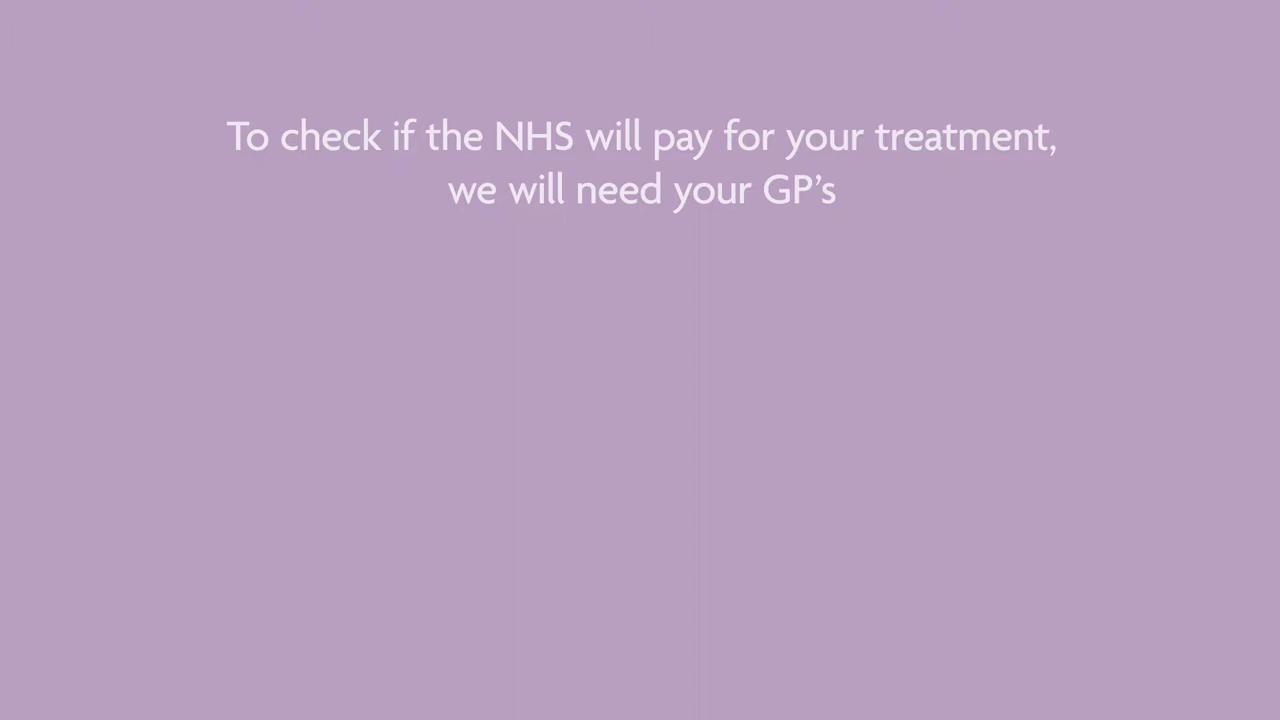 To check if the NHS will pay for your treatment,
we will need your GP’s